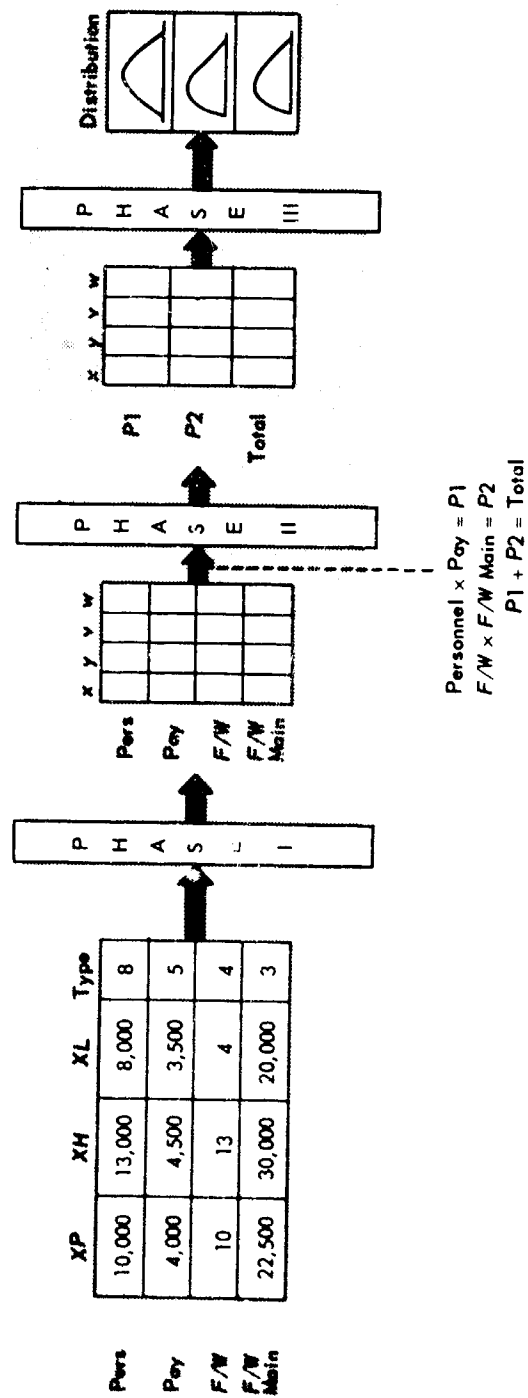 XP XH XL Type
Pers 10,000 13,000 8,000 8
Pay 4,000 4,500 3,500 5
F/W 10 13 4 4
F/W Main 22,500 30,000 20,000 3
PHASE I
x y v w
Pers
Pay
F/W
F/W Main
Personnel x Pay = P1
F/W x F/W Main = P2
P1 + P2 = Total
PHASE II
x y v w
P1
P2
Total
PHASE III
Distribution